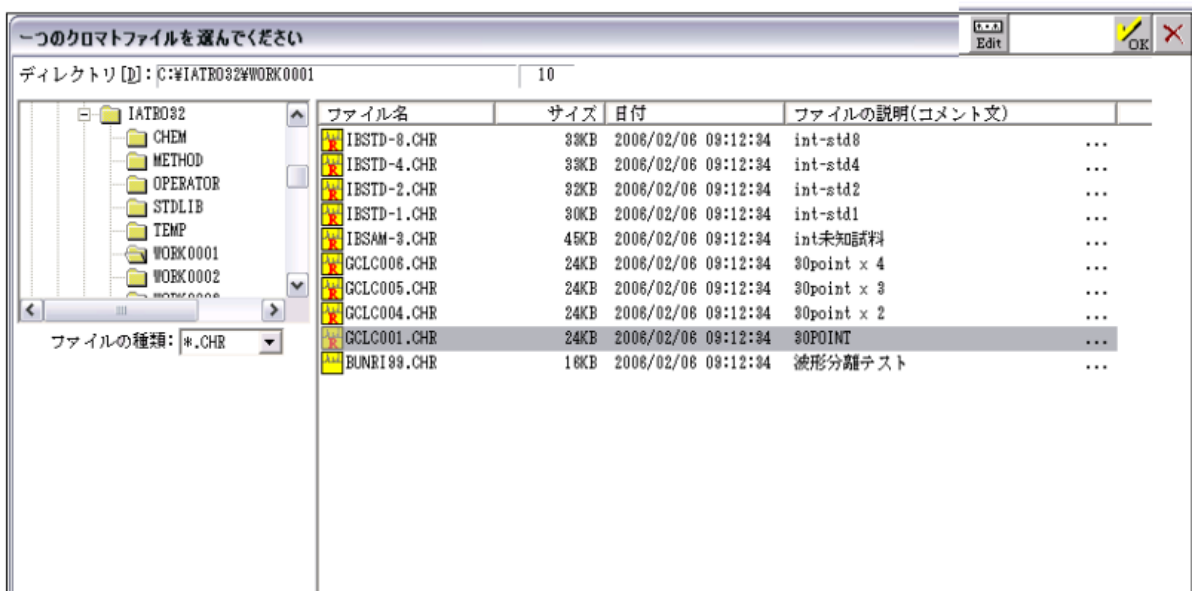 一つのクロマトファイルを選んでください
Edit
OK
ディレクトリ[D]:C:¥IATRO32¥WORK0001
10
IATRO32
CHEM
METHOD
OPERATOR
STDLIB
TEMP
WORK0001
WORK0002
ファイルの種類: *.CHR
ファイル名 サイズ 日付 ファイルの説明(コメント文)
IBSTD-8.CHR 33KB 2006/02/06 09:12:34 int-std8 ...
IBSTD-4.CHR 33KB 2006/02/06 09:12:34 int-std4 ...
IBSTD-2.CHR 32KB 2006/02/06 09:12:34 int-std2 ...
IBSTD-1.CHR 30KB 2006/02/06 09:12:34 int-std1 ...
IBSAM-3.CHR 45KB 2006/02/06 09:12:34 int未知試料 ...
GCLC006.CHR 24KB 2006/02/06 09:12:34 30point x 4 ...
GCLC005.CHR 24KB 2006/02/06 09:12:34 30point x 3 ...
GCLC004.CHR 24KB 2006/02/06 09:12:34 30point x 2 ...
GCLC001.CHR 24KB 2006/02/06 09:12:34 30POINT ...
BUNRI99.CHR 16KB 2006/02/06 09:12:34 波形分離テスト ...